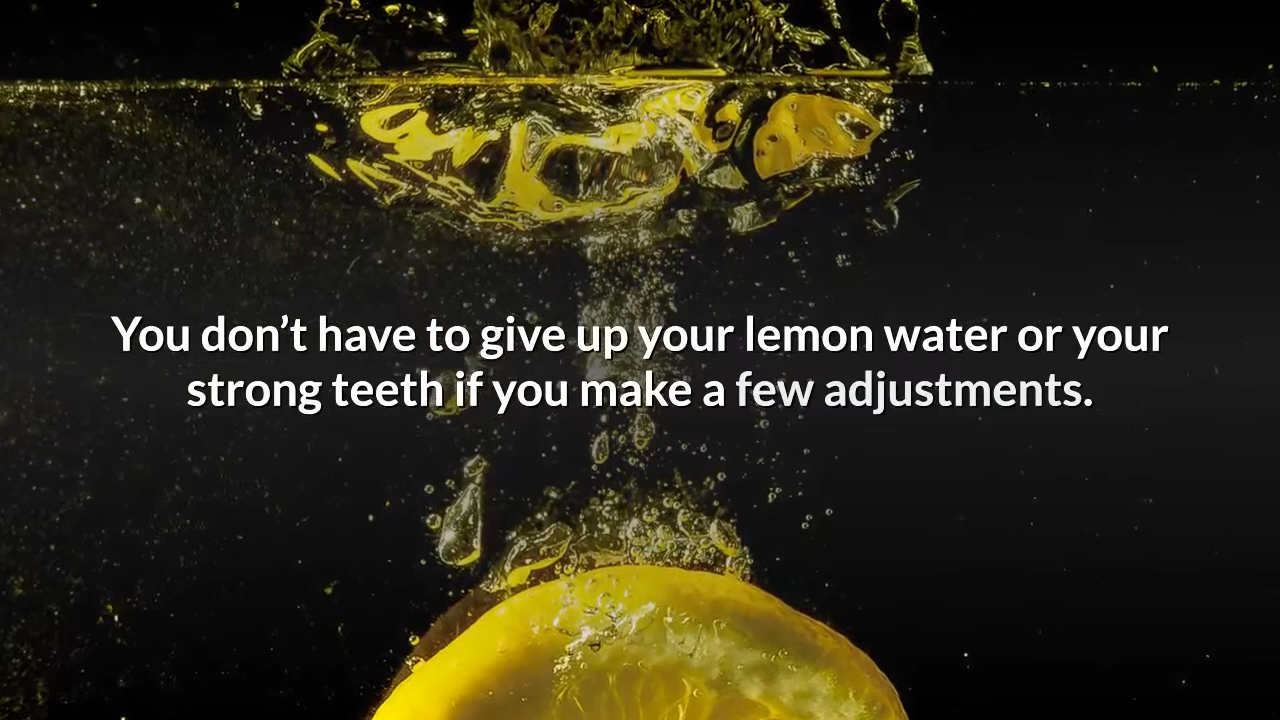 You don’t have to give up your lemon water or your
strong teeth if you make a few adjustments.